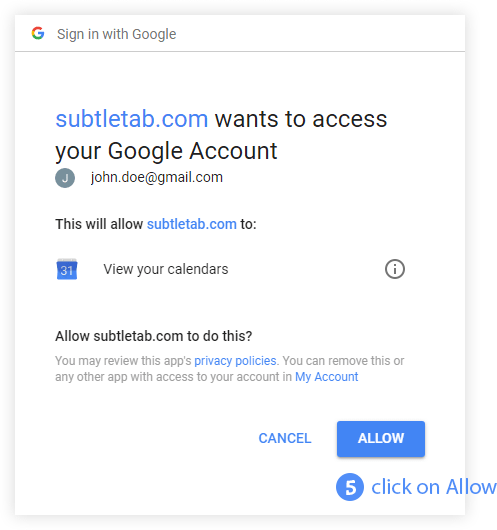 Sign in with Google
subtletab.com wants to access
your Google Account
J john.doe@gmail.com
This will allow subtletab.com to:
31 View your calendars
Allow subtletab.com to do this?
You may review this app's privacy policies. You can remove this or
any other app with access to your account in My Account
CANCEL ALLOW
5 click on Allow